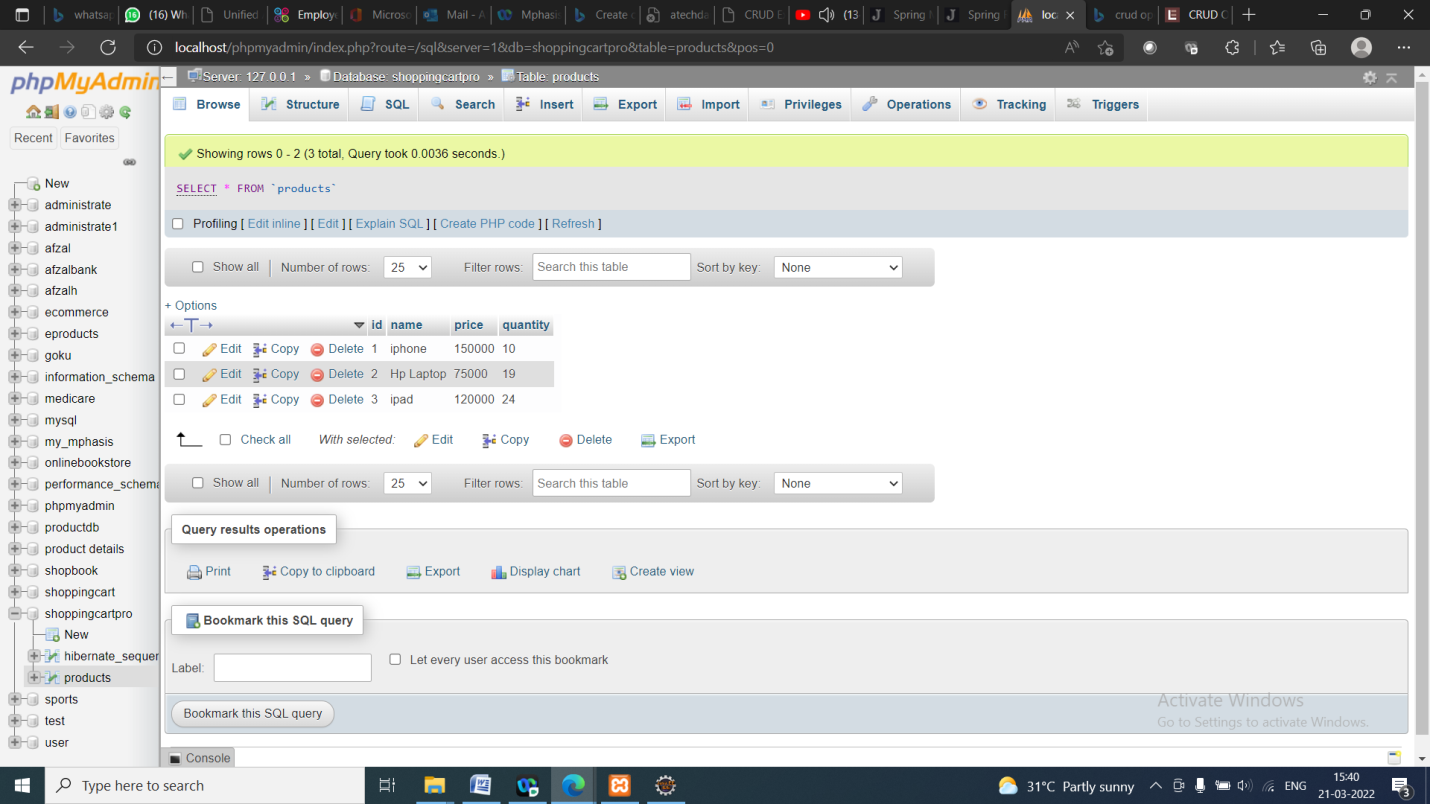 whatsa
(16) Wh
Unified
Employe
Microso
Mail - A
Mphasis
Create c
atechda
CRUD E
(13
Spring
Spring
loc
crud op
CRUD
localhost/phpmyadmin/index.php?route=/sql&server=1&db=shoppingcartpro&table=products&pos=0
phpMyAdmin
Recent Favorites
New
administrate
administrate1
afzal
afzalbank
afzalh
ecommerce
eproducts
goku
information_schema
medicare
mysql
my_mphasis
onlinebookstore
performance_schema
phpmyadmin
productdb
product details
shopbook
shoppingcart
shoppingcartpro
New
hibernate_sequen
products
sports
test
user
Server: 127.0.0.1 » Database: shoppingcartpro » Table: products
Browse Structure SQL Search Insert Export Import Privileges Operations Tracking Triggers
Showing rows 0 - 2 (3 total, Query took 0.0036 seconds.)
SELECT * FROM `products`
Profiling [ Edit inline ] [ Edit ] [ Explain SQL ] [ Create PHP code ] [ Refresh ]
Show all Number of rows: 25 Filter rows: Search this table Sort by key: None
+ Options
←T→ id name price quantity
Edit Copy Delete 1 iphone 150000 10
Edit Copy Delete 2 Hp Laptop 75000 19
Edit Copy Delete 3 ipad 120000 24
Check all With selected: Edit Copy Delete Export
Show all Number of rows: 25 Filter rows: Search this table Sort by key: None
Query results operations
Print Copy to clipboard Export Display chart Create view
Bookmark this SQL query
Label: Let every user access this bookmark
Bookmark this SQL query
Console
Activate Windows
Go to Settings to activate Windows.
Type here to search
31°C Partly sunny
ENG
15:40
21-03-2022
3